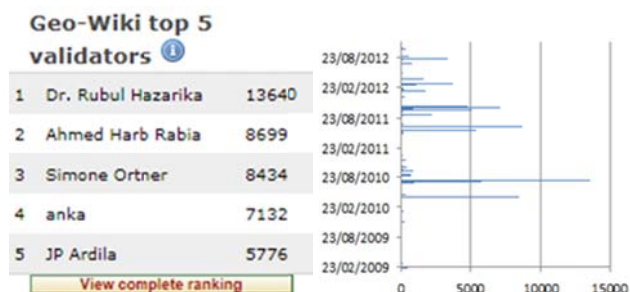 Geo-Wiki top 5
validators
1 Dr. Rubul Hazarika 13640
2 Ahmed Harb Rabia 8699
3 Simone Ortner 8434
4 anka 7132
5 JP Ardila 5776
View complete ranking
23/08/2012
23/02/2012
23/08/2011
23/02/2011
23/08/2010
23/02/2010
23/08/2009
23/02/2009
0 5000 10000 15000